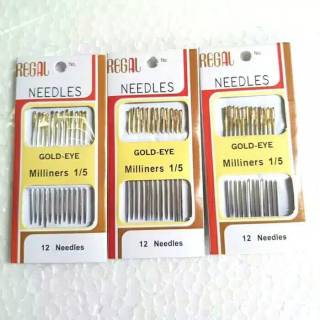 REGAL No.
NEEDLES
GOLD-EYE
Milliners 1/5
12 Needles
REGAL No.
NEEDLES
GOLD-EYE
Milliners 1/5
12 Needles
REGAL No.
NEEDLES
GOLD-EYE
Milliners 1/5
12 Needles